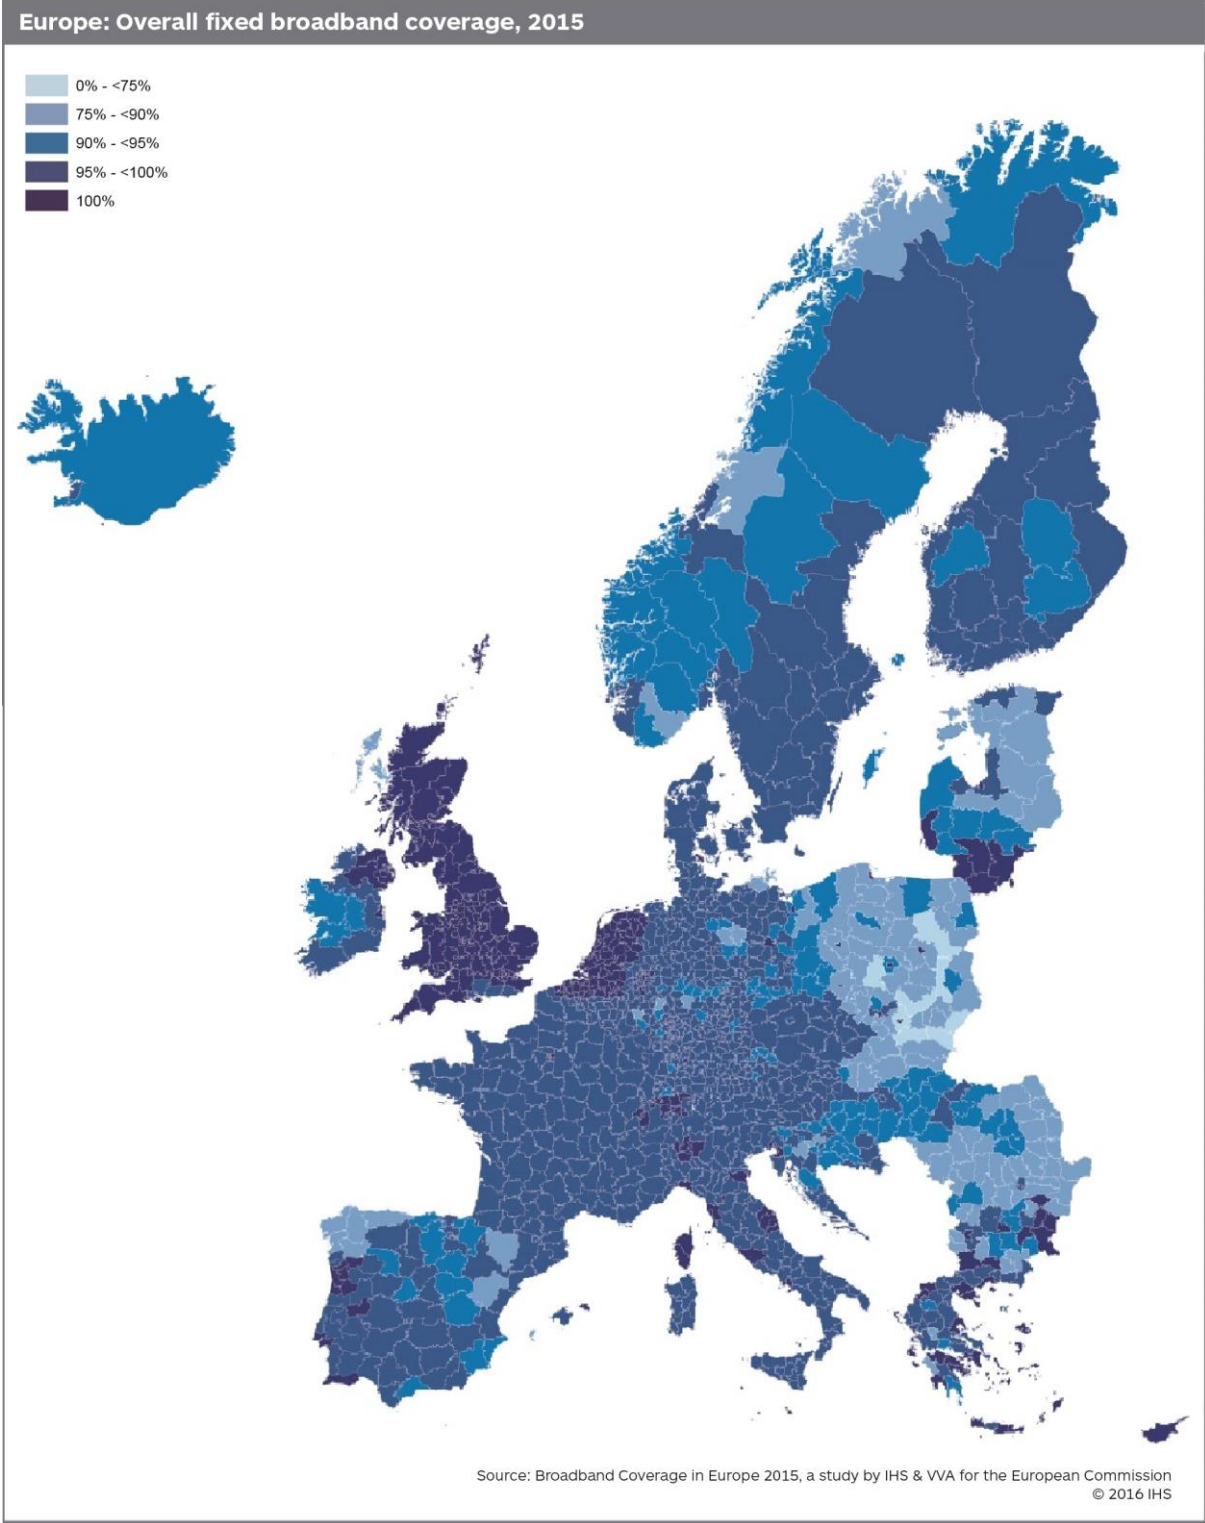 Europe: Overall fixed broadband coverage, 2015
0% - <75%
75% - <90%
90% - <95%
95% - <100%
100%
Source: Broadband Coverage in Europe 2015, a study by IHS & VVA for the European Commission
© 2016 IHS